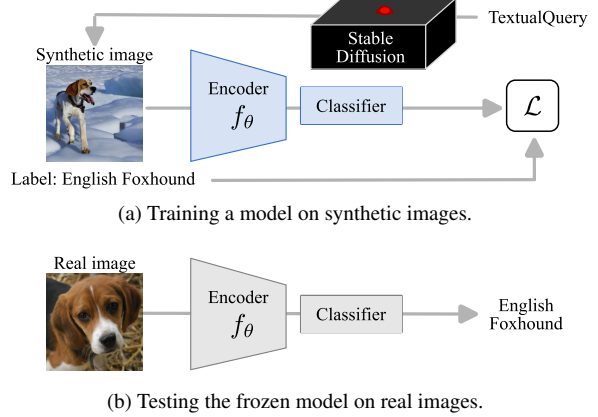 TextualQuery
Stable
Diffusion
Synthetic image
Encoder
fθ
Classifier
ℒ
Label: English Foxhound
(a) Training a model on synthetic images.
Real image
Encoder
fθ
Classifier
English
Foxhound
(b) Testing the frozen model on real images.